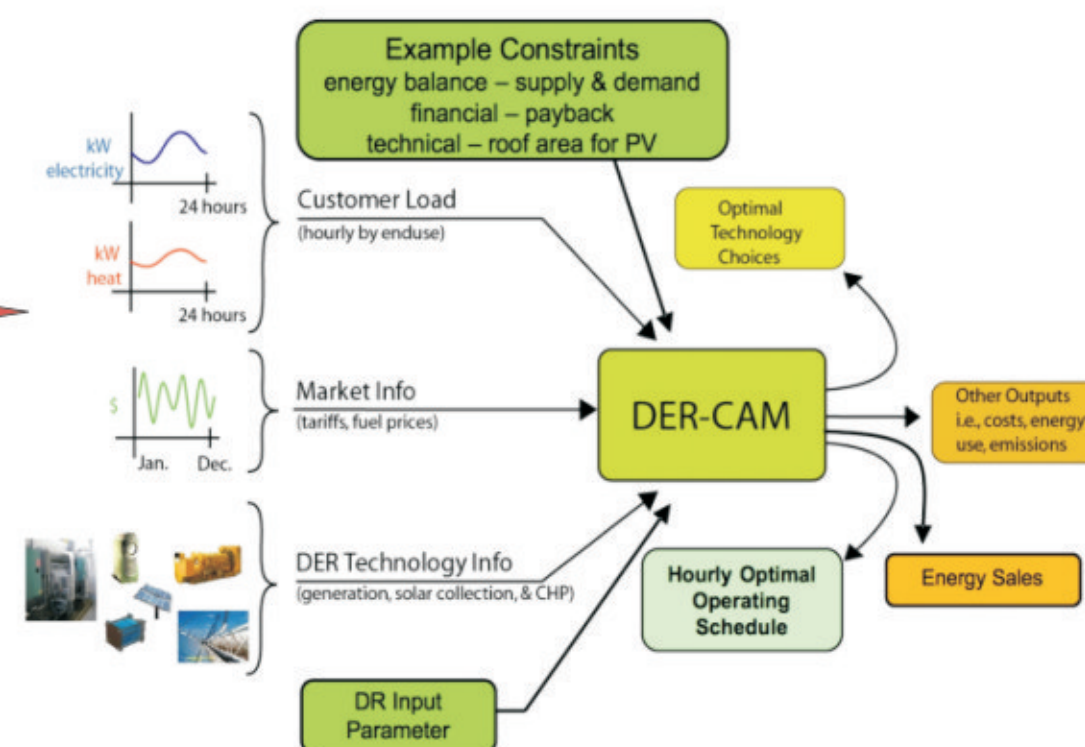 Example Constraints
energy balance – supply & demand
financial – payback
technical – roof area for PV
kW
electricity
24 hours
kW
heat
24 hours
Customer Load
(hourly by enduse)
Optimal
Technology
Choices
$
Jan. Dec.
Market Info
(tariffs, fuel prices)
DER-CAM
Other Outputs
i.e., costs, energy
use, emissions
DER Technology Info
(generation, solar collection, & CHP)
Hourly Optimal
Operating
Schedule
Energy Sales
DR Input
Parameter